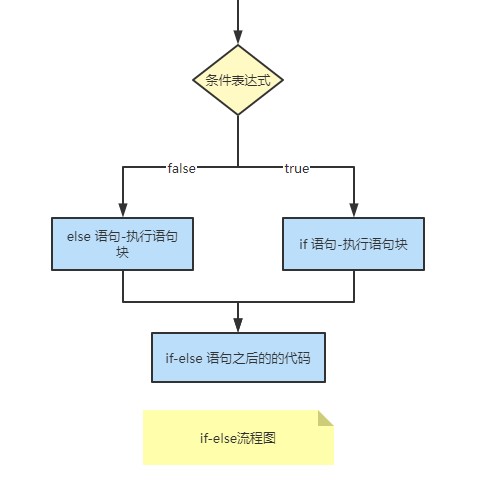 条件表达式
false
true
else 语句-执行语句
块
if 语句-执行语句块
if-else 语句之后的的代码
if-else流程图